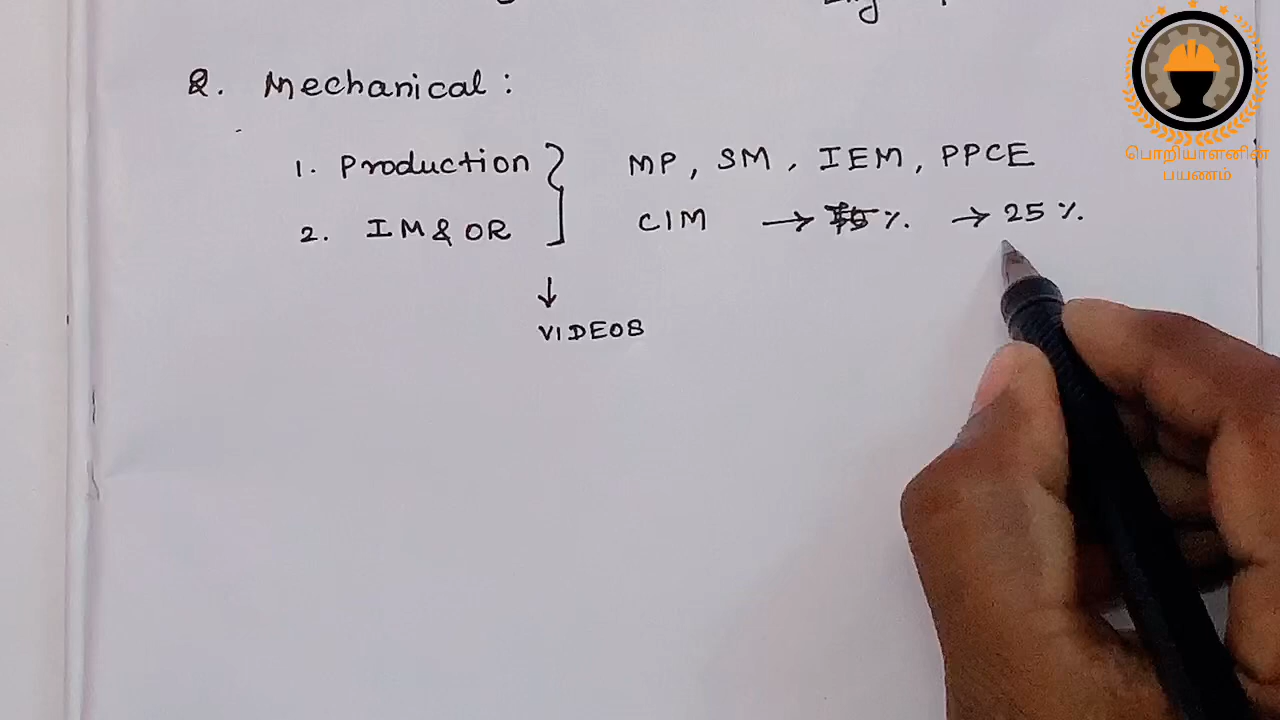 2. Mechanical :
1. Production } MP, SM, IEM, PPCE
2. IM & OR ] CIM → % → 25 %
↓
VIDEOS
பொறியாளனின்
பயணம்